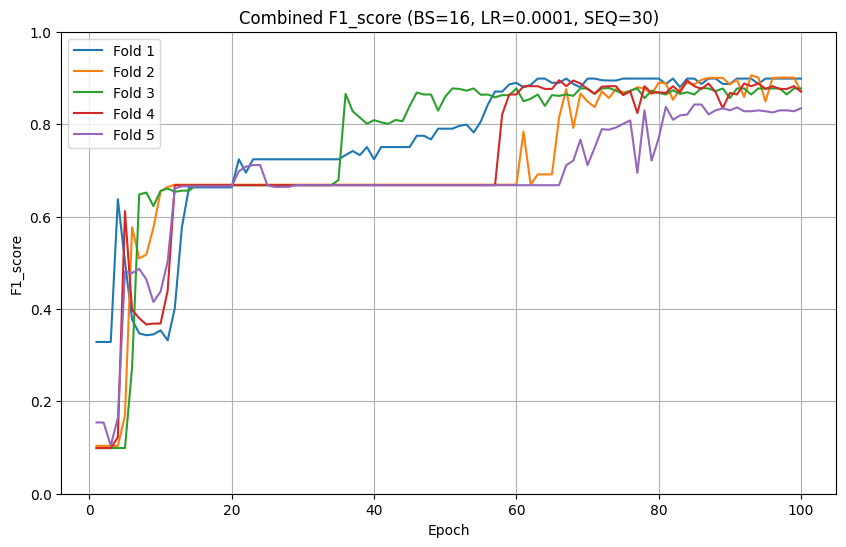 Combined F1_score (BS=16, LR=0.0001, SEQ=30)
Fold 1
Fold 2
Fold 3
Fold 4
Fold 5
1.0
0.8
0.6
0.4
0.2
0.0
F1_score
0 20 40 60 80 100
Epoch